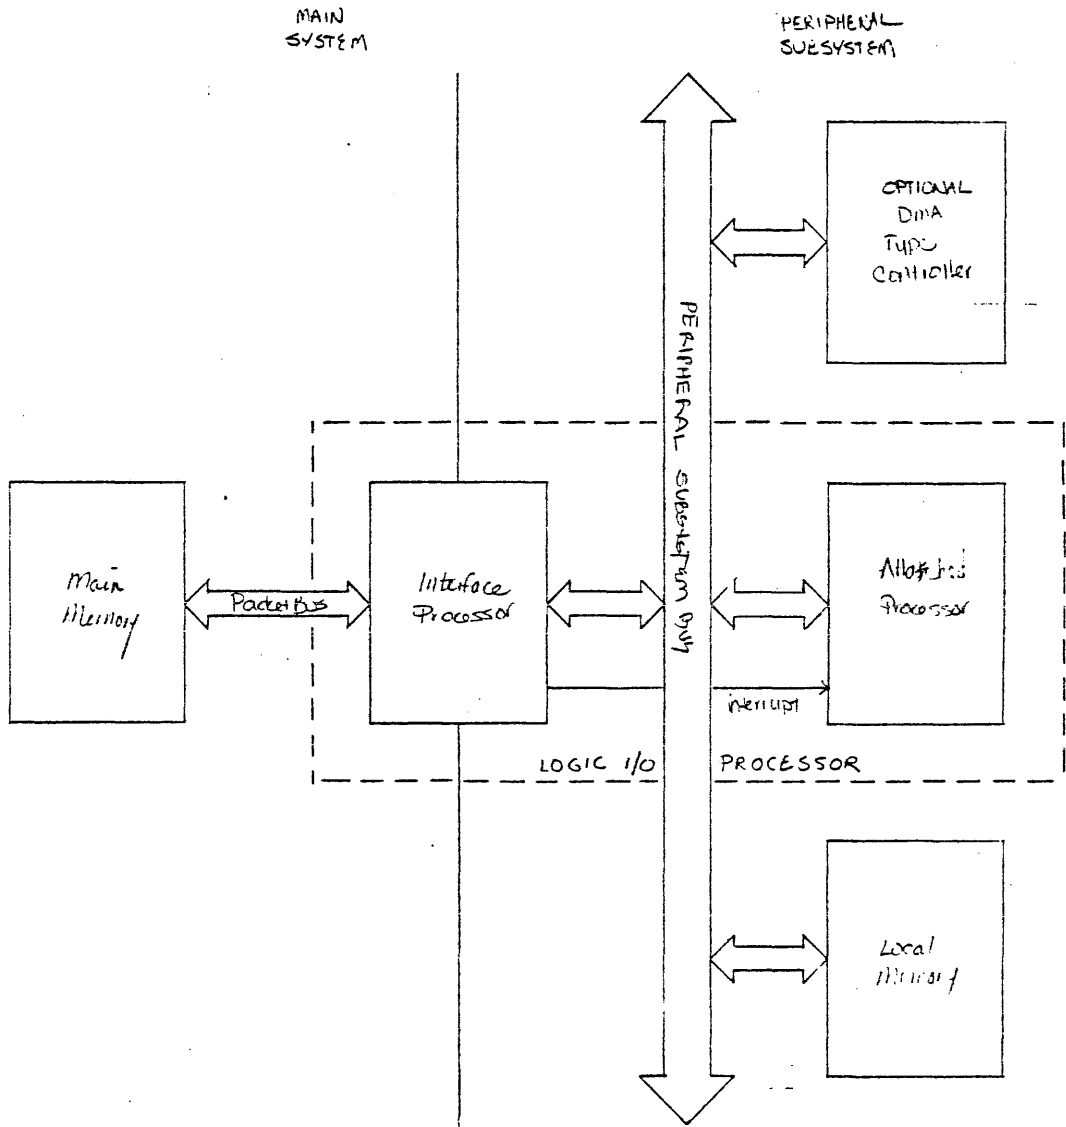 MAIN
SYSTEM
PERIPHERAL
SUBSYSTEM
OPTIONAL
DMA
Type
Controller
PERIPHERAL SUBSYSTEM BUS
Main
Memory
Packet Bus
Interface
Processor
Attached
Processor
interrupt
LOGIC I/O PROCESSOR
Local
Memory